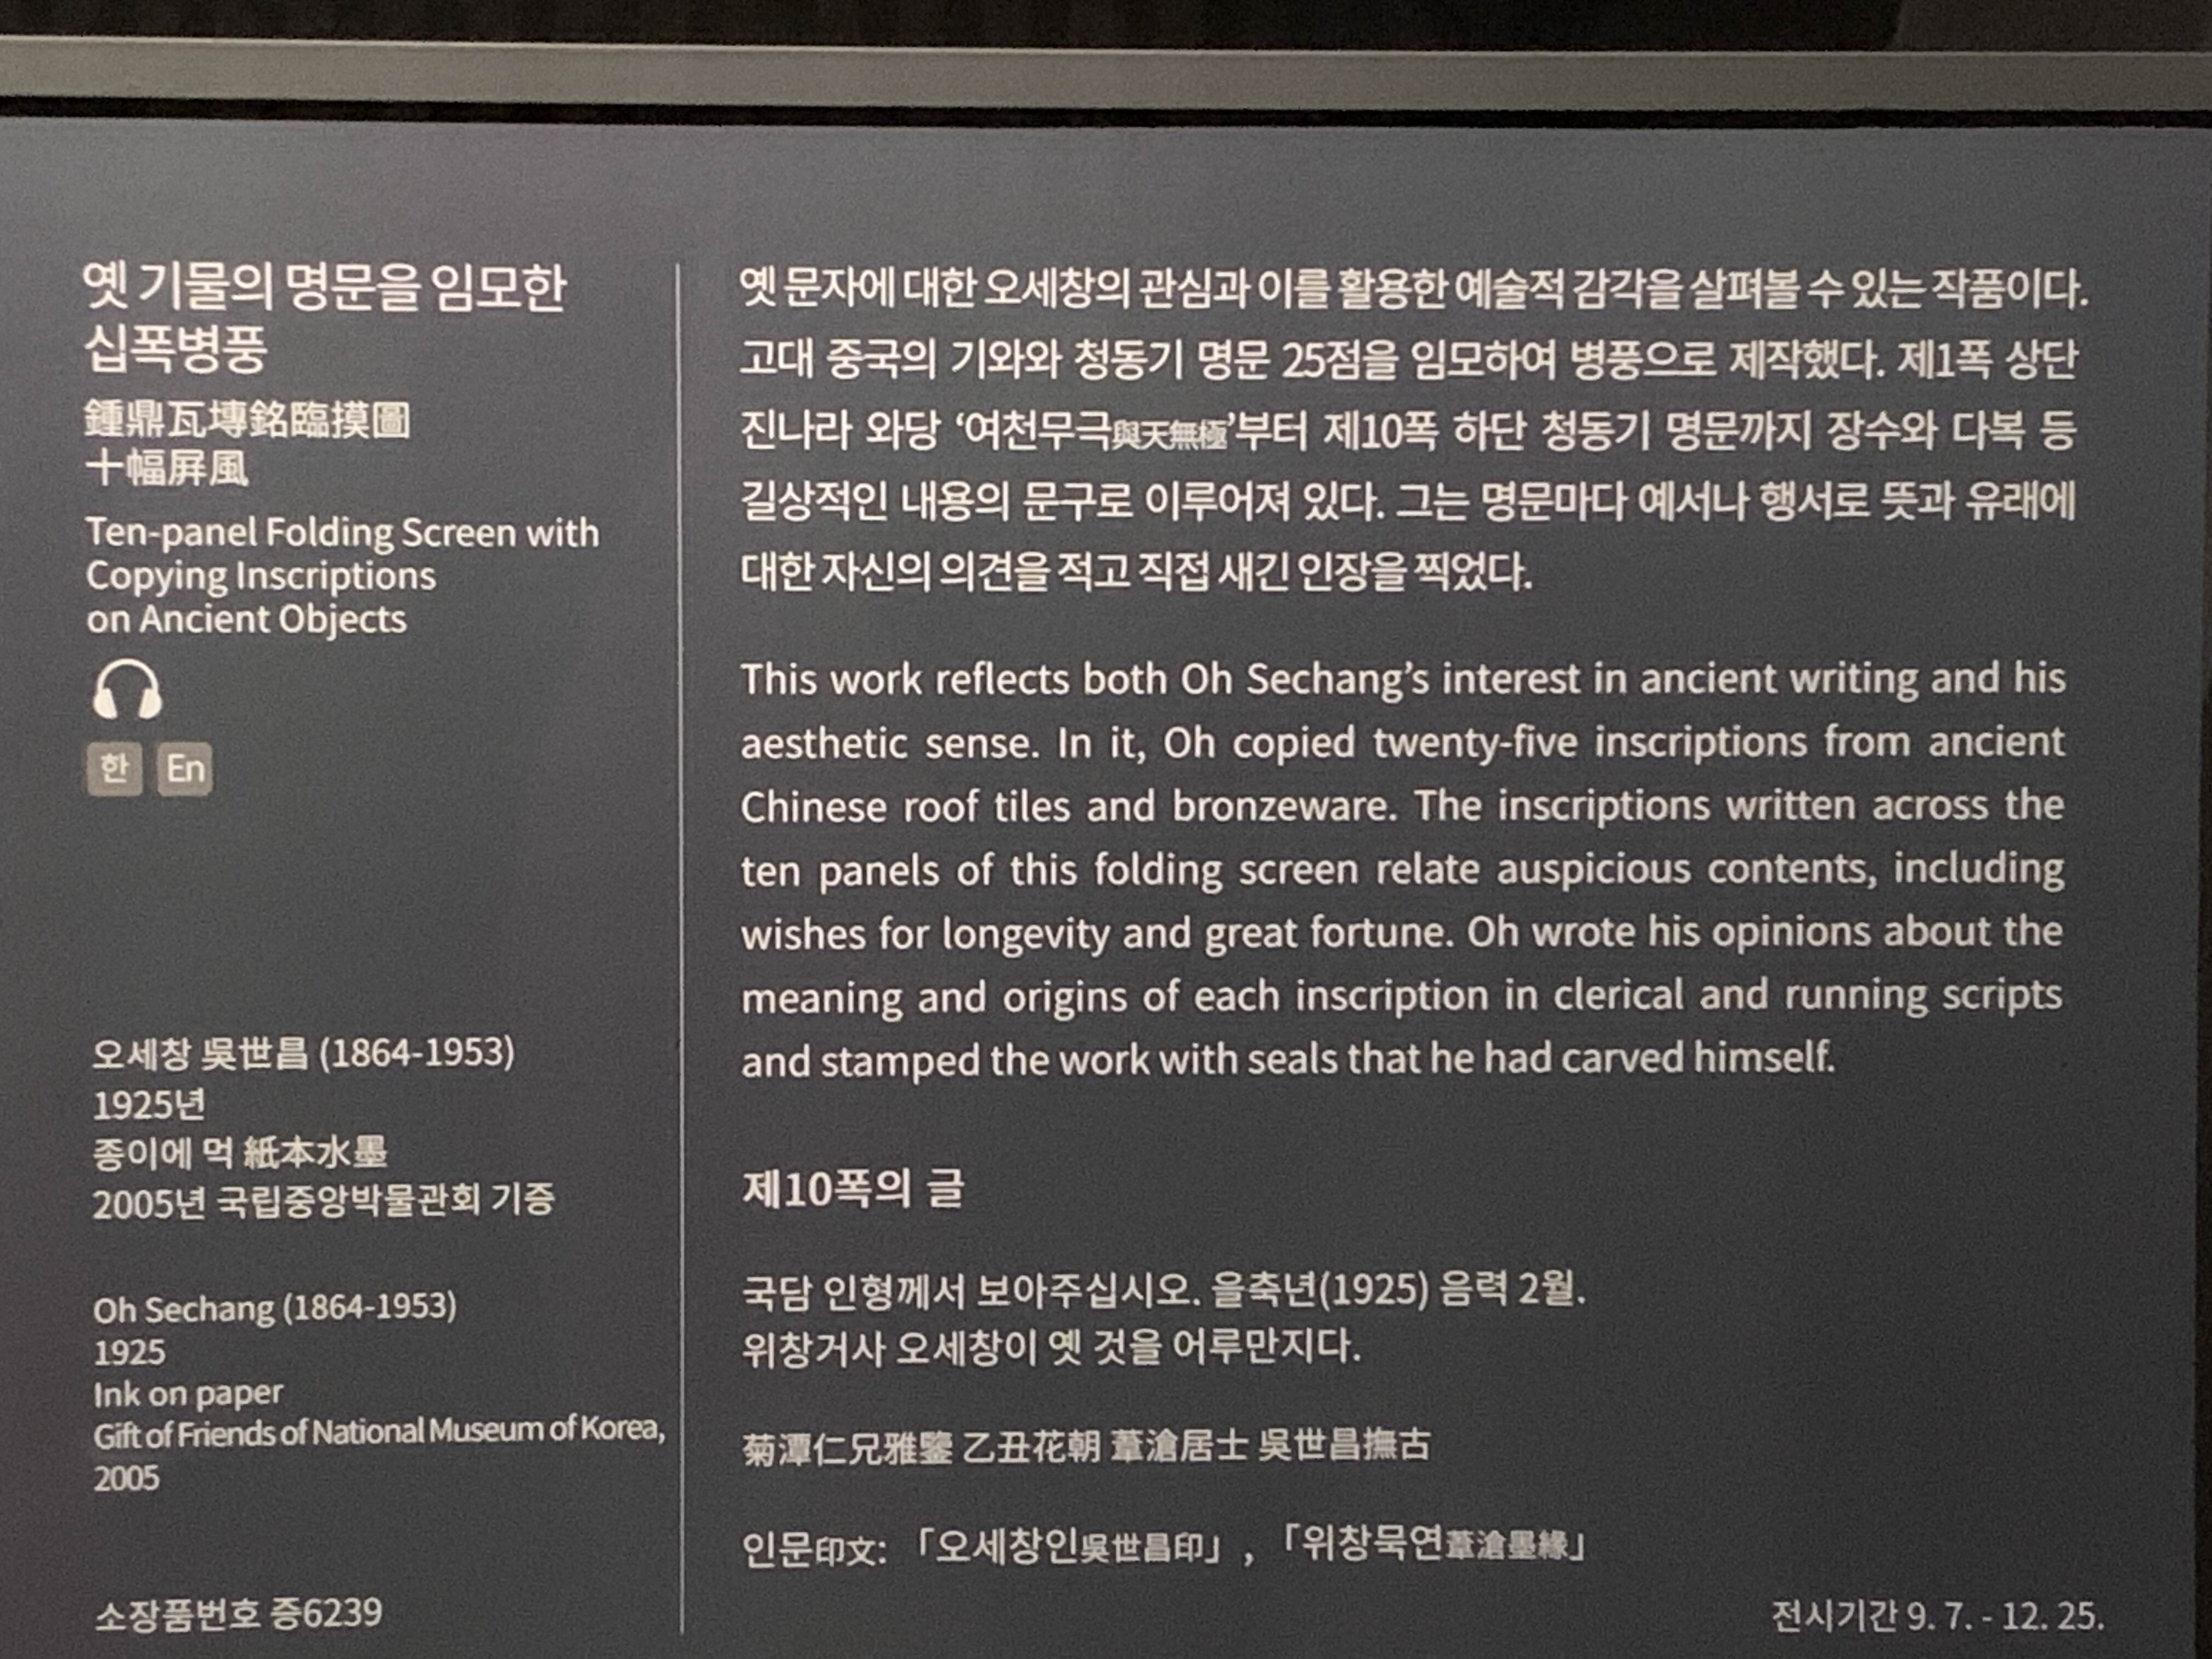 옛 기물의 명문을 임모한
십폭병풍
鍾鼎瓦塼銘臨摸圖
十幅屛風
Ten-panel Folding Screen with
Copying Inscriptions
on Ancient Objects
한 En
오세창 吳世昌 (1864-1953)
1925년
종이에 먹 紙本水墨
2005년 국립중앙박물관회 기증
Oh Sechang (1864-1953)
1925
Ink on paper
Gift of Friends of National Museum of Korea,
2005
소장품번호 증6239
옛 문자에 대한 오세창의 관심과 이를 활용한 예술적 감각을 살펴볼 수 있는 작품이다.
고대 중국의 기와와 청동기 명문 25점을 임모하여 병풍으로 제작했다. 제1폭 상단
진나라 와당 ‘여천무극與天無極’부터 제10폭 하단 청동기 명문까지 장수와 다복 등
길상적인 내용의 문구로 이루어져 있다. 그는 명문마다 예서나 행서로 뜻과 유래에
대한 자신의 의견을 적고 직접 새긴 인장을 찍었다.
This work reflects both Oh Sechang’s interest in ancient writing and his
aesthetic sense. In it, Oh copied twenty-five inscriptions from ancient
Chinese roof tiles and bronzeware. The inscriptions written across the
ten panels of this folding screen relate auspicious contents, including
wishes for longevity and great fortune. Oh wrote his opinions about the
meaning and origins of each inscription in clerical and running scripts
and stamped the work with seals that he had carved himself.
제10폭의 글
국담 인형께서 보아주십시오. 을축년(1925) 음력 2월.
위창거사 오세창이 옛 것을 어루만지다.
菊潭仁兄雅鑒 乙丑花朝 葦滄居士 吳世昌撫古
인문印文: 「오세창인吳世昌印」, 「위창묵연葦滄墨緣」
전시기간 9. 7. - 12. 25.